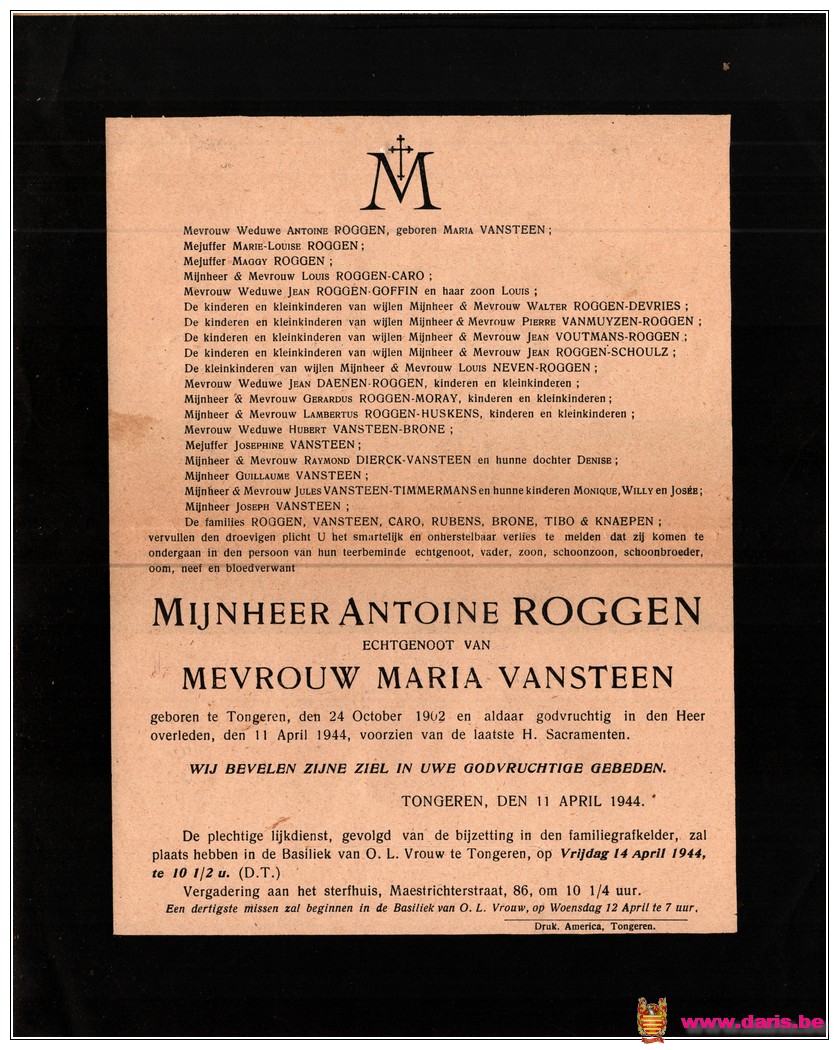 M
Mevrouw Weduwe ANTOINE ROGGEN, geboren MARIA VANSTEEN ;
Mejuffer MARIE-LOUISE ROGGEN ;
Mejuffer MAGGY ROGGEN ;
Mijnheer & Mevrouw LOUIS ROGGEN-CARO ;
Mevrouw Weduwe JEAN ROGGEN-GOFFIN en haar zoon LOUIS ;
De kinderen en kleinkinderen van wijlen Mijnheer & Mevrouw WALTER ROGGEN-DEVRIES ;
De kinderen en kleinkinderen van wijlen Mijnheer & Mevrouw PIERRE VANMUYZEN-ROGGEN ;
De kinderen en kleinkinderen van wijlen Mijnheer & Mevrouw JEAN VOUTMANS-ROGGEN ;
De kinderen en kleinkinderen van wijlen Mijnheer & Mevrouw JEAN ROGGEN-SCHOULZ ;
De kleinkinderen van wijlen Mijnheer & Mevrouw LOUIS NEVEN-ROGGEN ;
Mevrouw Weduwe JEAN DAENEN-ROGGEN, kinderen en kleinkinderen ;
Mijnheer & Mevrouw GERARDUS ROGGEN-MORAY, kinderen en kleinkinderen ;
Mijnheer & Mevrouw LAMBERTUS ROGGEN-HUSKENS, kinderen en kleinkinderen ;
Mevrouw Weduwe HUBERT VANSTEEN-BRONE ;
Mejuffer JOSEPHINE VANSTEEN ;
Mijnheer & Mevrouw RAYMOND DIERCK-VANSTEEN en hunne dochter DENISE ;
Mijnheer GUILLAUME VANSTEEN ;
Mijnheer & Mevrouw JULES VANSTEEN-TIMMERMANS en hunne kinderen MONIQUE, WILLY en JOSÉE ;
Mijnheer JOSEPH VANSTEEN ;
De families ROGGEN, VANSTEEN, CARO, RUBENS, BRONE, TIBO & KNAEPEN ;
vervullen den droevigen plicht U het smartelijk en onherstelbaar verlies te melden dat zij komen te
ondergaan in den persoon van hun teerbeminde echtgenoot, vader, zoon, schoonzoon, schoonbroeder,
oom, neef en bloedverwant
MIJNHEER ANTOINE ROGGEN
ECHTGENOOT VAN
MEVROUW MARIA VANSTEEN
geboren te Tongeren, den 24 October 1902 en aldaar godvruchtig in den Heer
overleden, den 11 April 1944, voorzien van de laatste H. Sacramenten.
WIJ BEVELEN ZIJNE ZIEL IN UWE GODVRUCHTIGE GEBEDEN.
TONGEREN, DEN 11 APRIL 1944.
De plechtige lijkdienst, gevolgd van de bijzetting in den familiegrafkelder, zal
plaats hebben in de Basiliek van O. L. Vrouw te Tongeren, op Vrijdag 14 April 1944,
te 10 1/2 u. (D.T.)
Vergadering aan het sterfhuis, Maestrichterstraat, 86, om 10 1/4 uur.
Een dertigste missen zal beginnen in de Basiliek van O. L. Vrouw, op Woensdag 12 April te 7 uur.
Druk. America, Tongeren.
www.daris.be